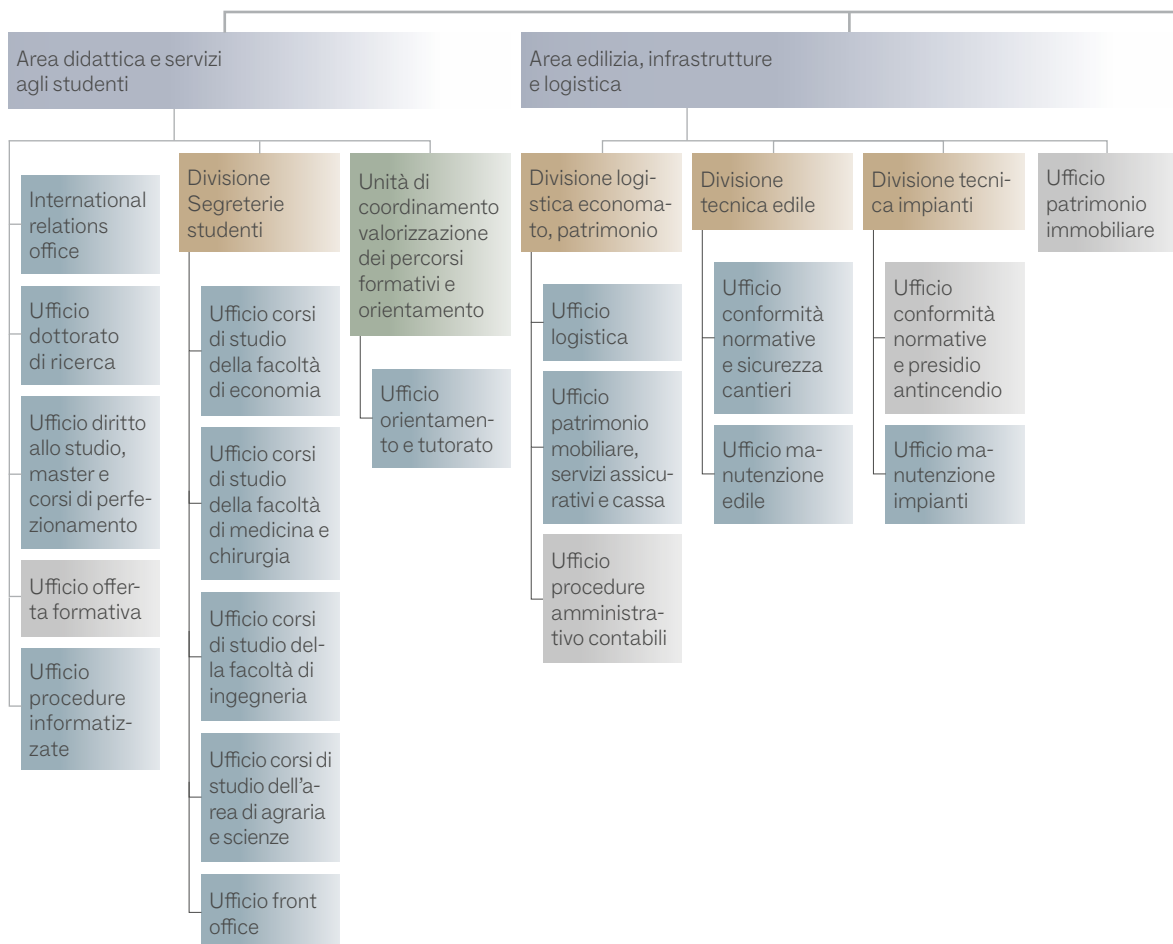 Area didattica e servizi
agli studenti
International
relations
office
Ufficio
dottorato
di ricerca
Ufficio diritto
allo studio,
master e
corsi di perfe-
zionamento
Ufficio offer-
ta formativa
Ufficio
procedure
informatiz-
zate
Divisione
Segreterie
studenti
Ufficio corsi
di studio
della facoltà
di economia
Ufficio corsi
di studio
della facoltà
di medicina e
chirurgia
Ufficio corsi
di studio del-
la facoltà di
ingegneria
Ufficio corsi di
studio dell'a-
rea di agraria
e scienze
Ufficio front
office
Unità di
coordinamento
valorizzazione
dei percorsi
formativi e
orientamento
Ufficio
orientamen-
to e tutorato
Area edilizia, infrastrutture
e logistica
Divisione logi-
stica economa-
to, patrimonio
Ufficio
logistica
Ufficio
patrimonio
mobiliare,
servizi assicu-
rativi e cassa
Ufficio
procedure
amministra-
tivo contabili
Divisione
tecnica edile
Ufficio
conformità
normative
e sicurezza
cantieri
Ufficio ma-
nutenzione
edile
Divisione tecni-
ca impianti
Ufficio
conformità
normative
e presidio
antincendio
Ufficio ma-
nutenzione
impianti
Ufficio
patrimonio
immobiliare